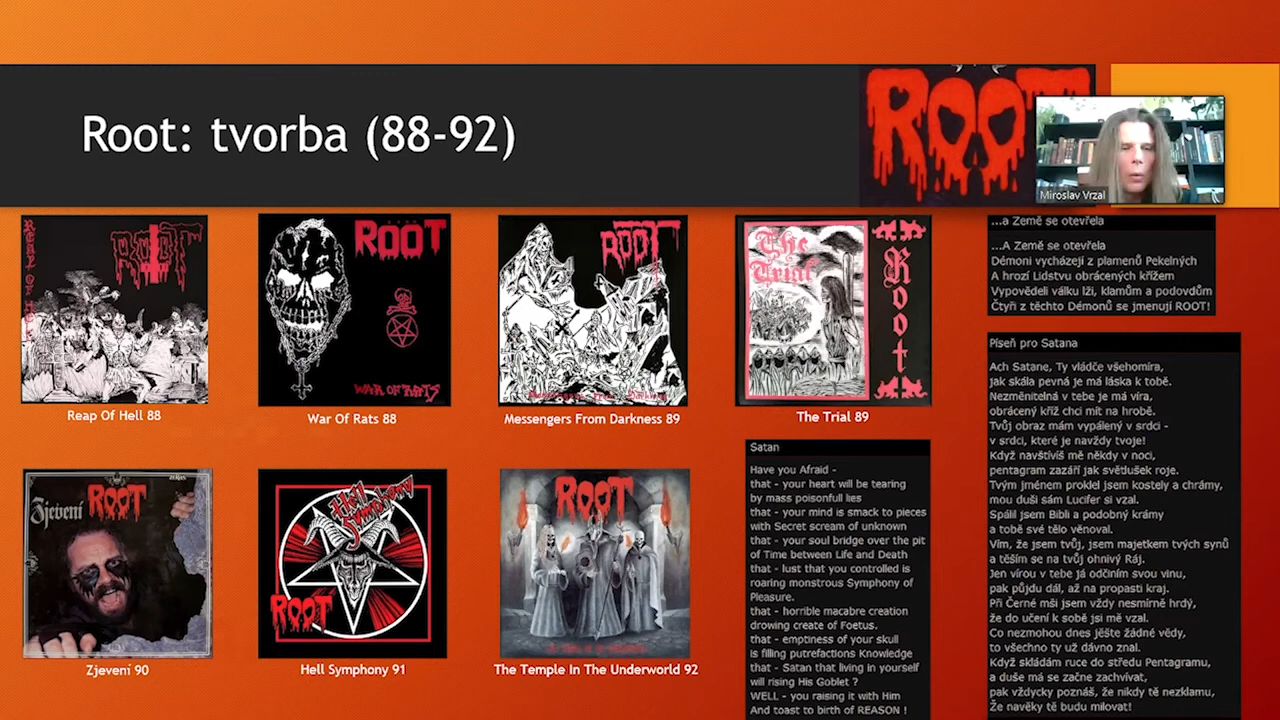 Root: tvorba (88-92)
ROOT
Miroslav Vrzal
REAP OF HELL
ROOT
Reap Of Hell 88
ROOT
WAR OF RATS
War Of Rats 88
ROOT
Messengers From Darkness 89
The Trial
Root
The Trial 89
Zjevení
ROOT
Zjevení 90
Hell Symphony
ROOT
Hell Symphony 91
ROOT
The Temple In The Underworld 92
Satan
Have you Afraid -
that - your heart will be tearing
by mass poisonfull lies
that - your mind is smack to pieces
with Secret scream of unknown
that - your soul bridge over the pit
of Time between Life and Death
that - lust that you controlled is
roaring monstrous Symphony of
Pleasure.
that - horrible macabre creation
drowing create of Foetus.
that - emptiness of your skull
is filling putrefactions Knowledge
that - Satan that living in yourself
will rising His Goblet ?
WELL - you raising it with Him
And toast to birth of REASON !
...a Země se otevřela
...A Země se otevřela
Démoni vycházejí z plamenů Pekelných
A hrozí Lidstvu obrácených křížem
Vypověděli válku lži, klamům a podovdům
Čtyři z těchto Démonů se jmenují ROOT!
Píseň pro Satana
Ach Satane, Ty vládče všehomíra,
jak skála pevná je má láska k tobě.
Nezměnitelná v tebe je má víra,
obrácený kříž chci mít na hrobě.
Tvůj obraz mám vypálený v srdci -
v srdci, které je navždy tvoje!
Když navštívíš mě někdy v noci,
pentagram zazáří jak světlušek roje.
Tvým jménem proklel jsem kostely a chrámy,
mou duši sám Lucifer si vzal.
Spálil jsem Bibli a podobný krámy
a tobě své tělo věnoval.
Vím, že jsem tvůj, jsem majetkem tvých synů
a těším se na tvůj ohnivý Ráj.
Jen vírou v tebe já odčiním svou vinu,
pak půjdu dál, až na propasti kraj.
Při Černé mši jsem vždy nesmírně hrdý,
že do učení k sobě jsi mě vzal.
Co nezmohou dnes ještě žádné vědy,
to všechno ty už dávno znal.
Když skládám ruce do středu Pentagramu,
a duše má se začne zachvívat,
pak vždycky poznáš, že nikdy tě nezklamu,
Že navěky tě budu milovat!